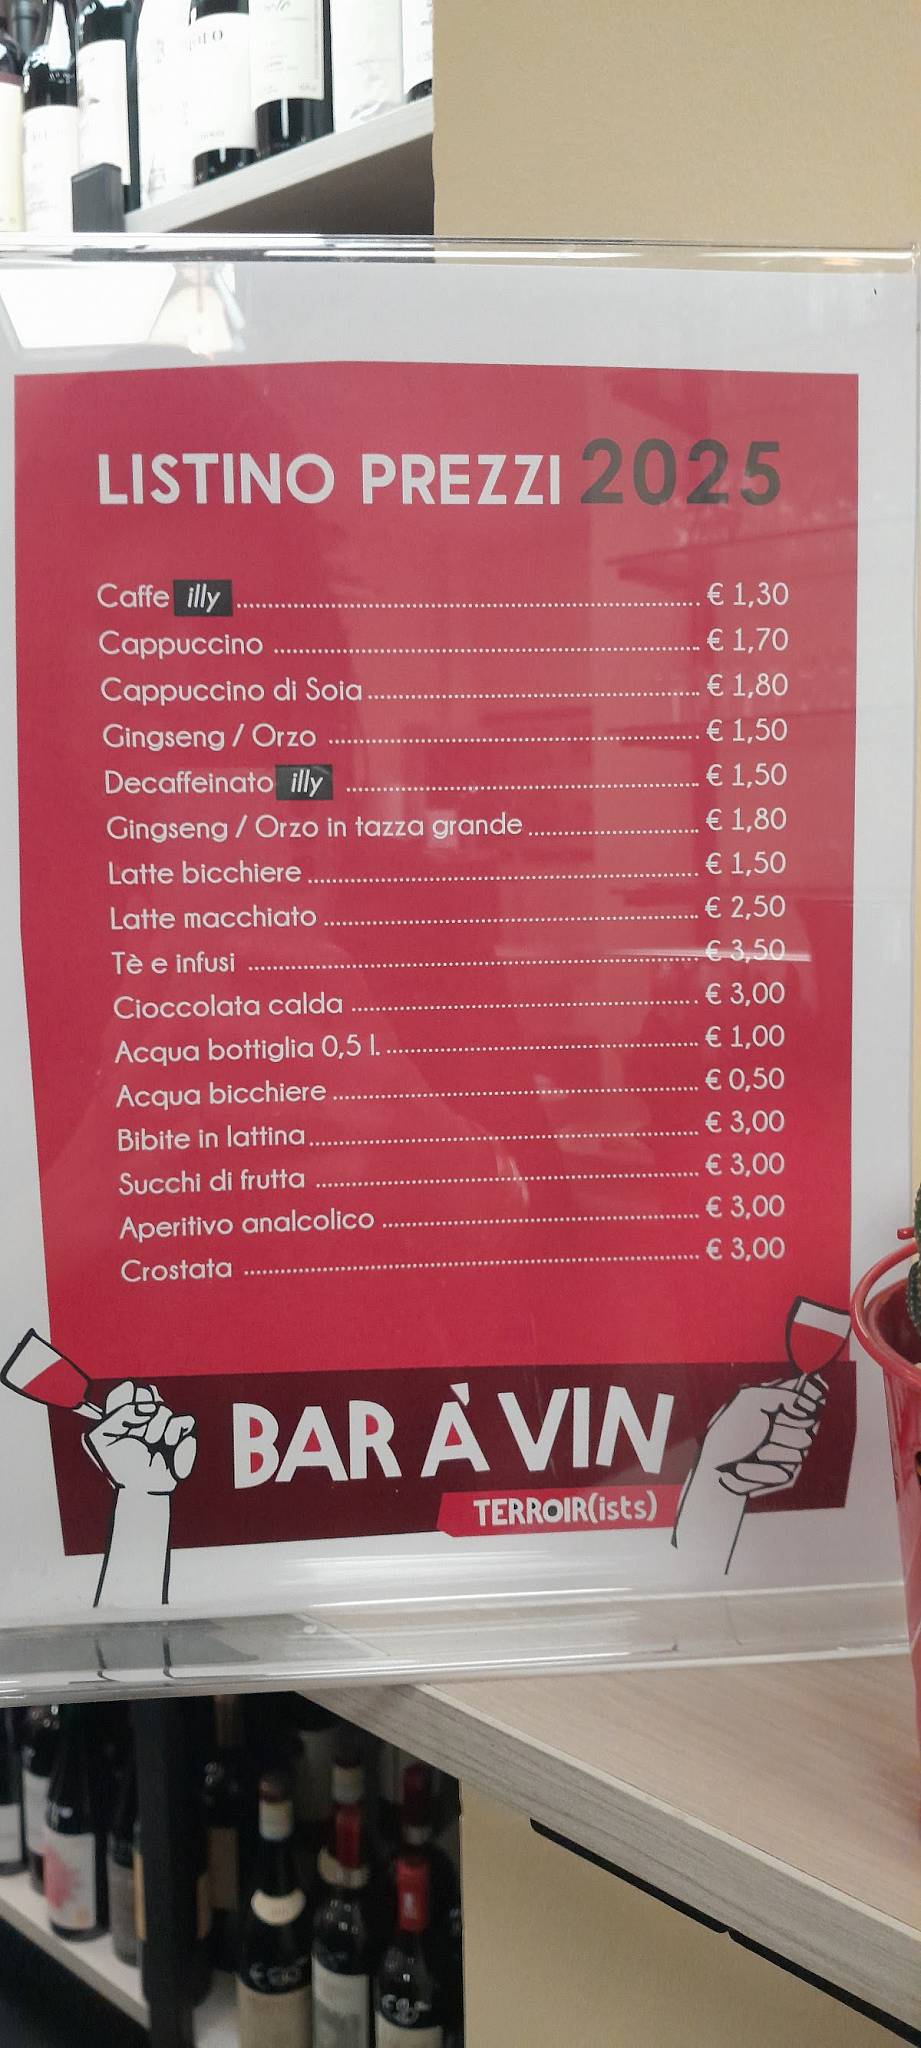 LISTINO PREZZI 2025
Caffe illy € 1,30
Cappuccino € 1,70
Cappuccino di Soia € 1,80
Gingseng / Orzo € 1,50
Decaffeinato illy € 1,50
Gingseng / Orzo in tazza grande € 1,80
Latte bicchiere € 1,50
Latte macchiato € 2,50
Tè e infusi € 3,50
Cioccolata calda € 3,00
Acqua bottiglia 0,5 l. € 1,00
Acqua bicchiere € 0,50
Bibite in lattina € 3,00
Succhi di frutta € 3,00
Aperitivo analcolico € 3,00
Crostata € 3,00
BAR À VIN
TERROIR(ists)